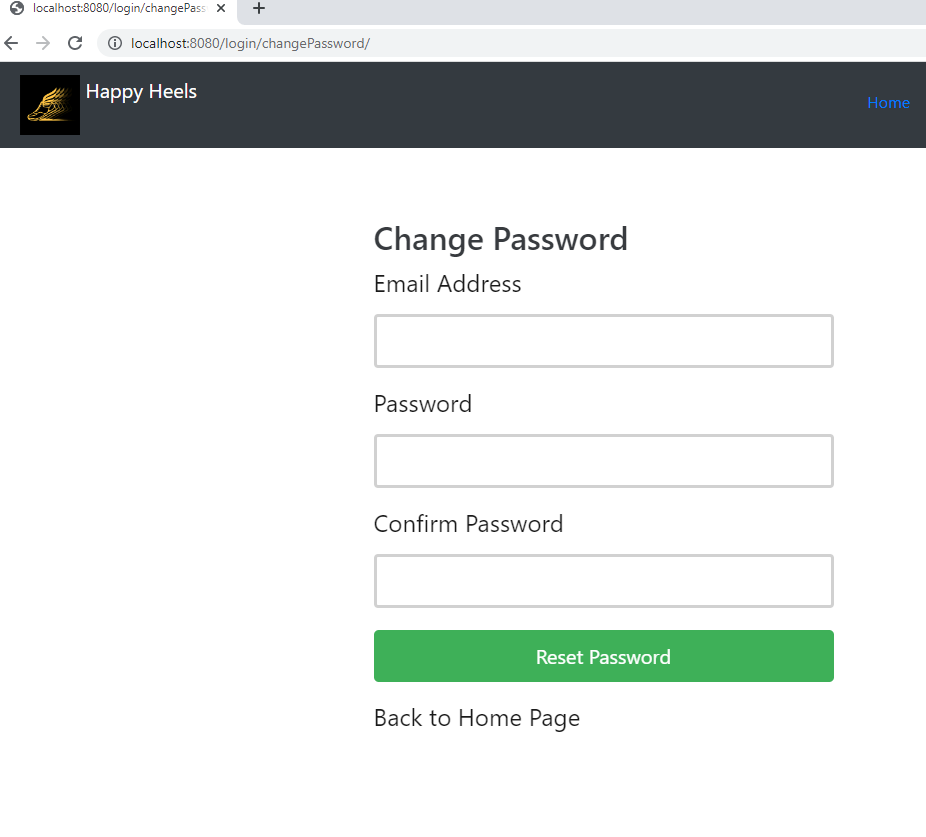 localhost:8080/login/changePass
localhost:8080/login/changePassword/
Happy Heels
Home
Change Password
Email Address
Password
Confirm Password
Reset Password
Back to Home Page